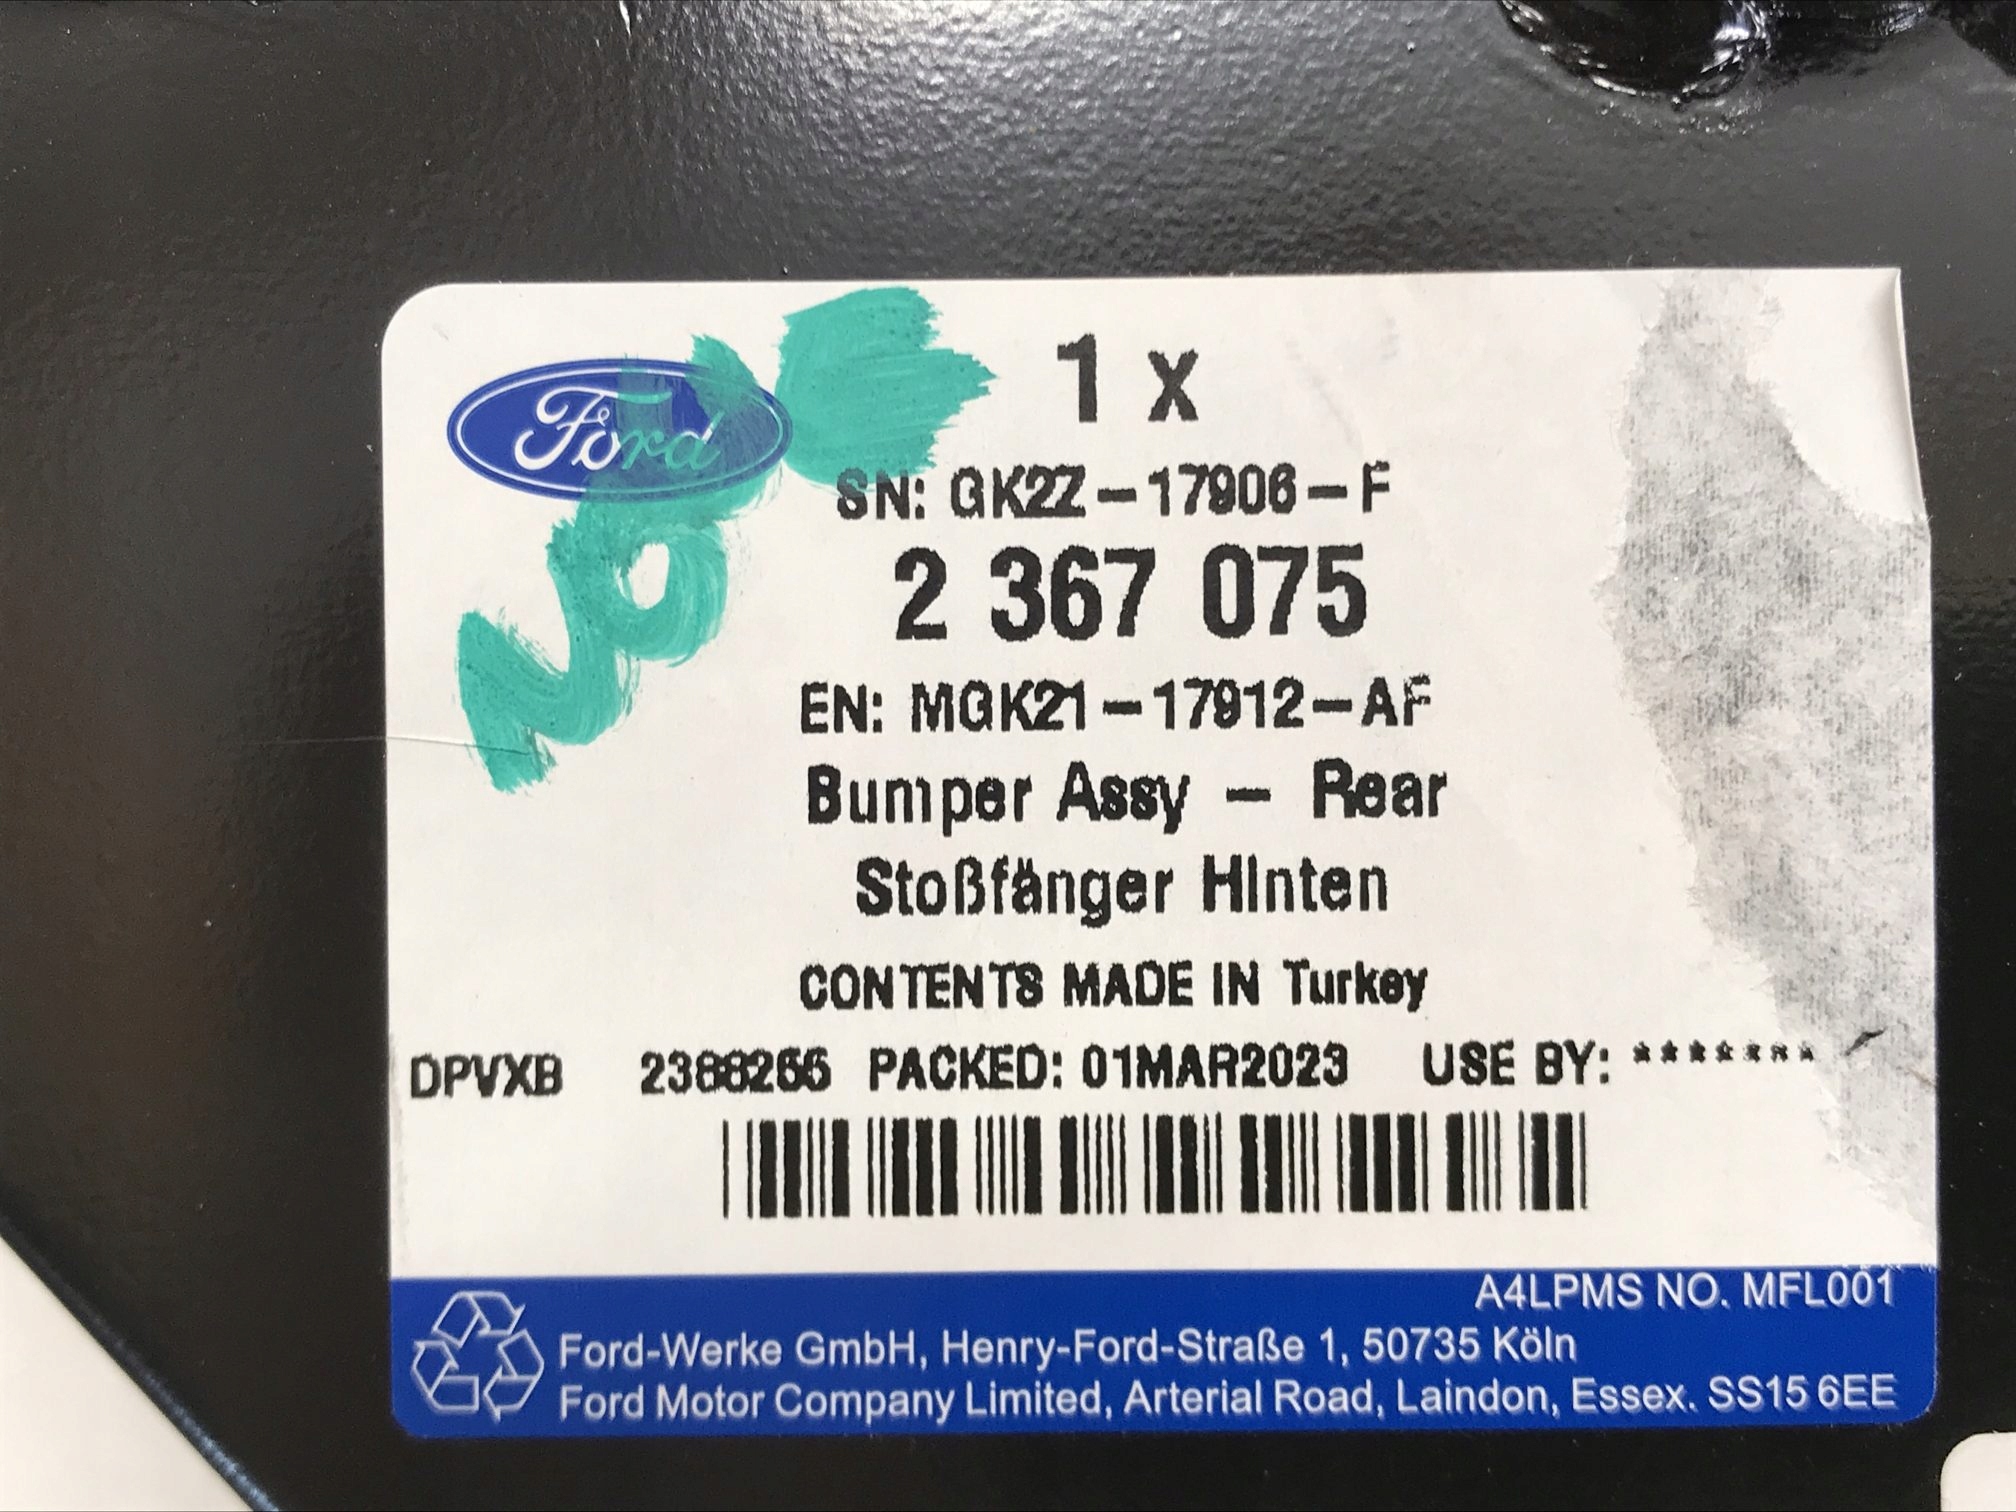 Ford
1 x
SN: GK2Z-17906-F
2 367 075
EN: MGK21-17912-AF
Bumper Assy - Rear
Stoßfänger Hinten
CONTENTS MADE IN Turkey
DPVXB 2388266 PACKED: 01MAR2023 USE BY: *******
A4LPMS NO. MFL001
Ford-Werke GmbH, Henry-Ford-Straße 1, 50735 Köln
Ford Motor Company Limited, Arterial Road, Laindon, Essex. SS15 6EE